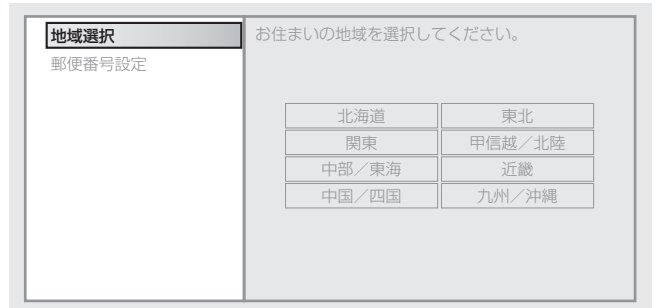 地域選択
郵便番号設定
お住まいの地域を選択してください。
北海道 東北
関東 甲信越／北陸
中部／東海 近畿
中国／四国 九州／沖縄